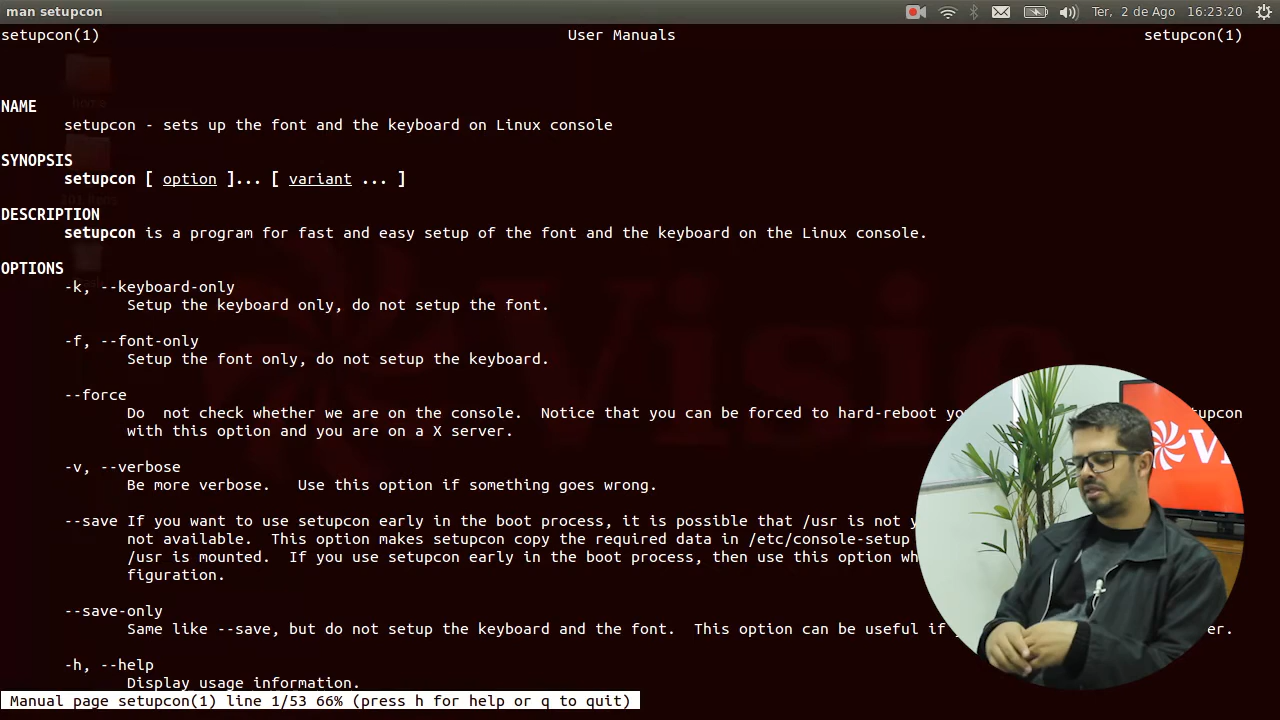 man setupcon
Ter, 2 de Ago 16:23:20
setupcon(1) User Manuals setupcon(1)
NAME
setupcon - sets up the font and the keyboard on Linux console
SYNOPSIS
setupcon [ option ]... [ variant ... ]
DESCRIPTION
setupcon is a program for fast and easy setup of the font and the keyboard on the Linux console.
OPTIONS
-k, --keyboard-only
Setup the keyboard only, do not setup the font.
-f, --font-only
Setup the font only, do not setup the keyboard.
--force
Do not check whether we are on the console. Notice that you can be forced to hard-reboot
with this option and you are on a X server.
-v, --verbose
Be more verbose. Use this option if something goes wrong.
--save If you want to use setupcon early in the boot process, it is possible that /usr is not
not available. This option makes setupcon copy the required data in /etc/console-setup
/usr is mounted. If you use setupcon early in the boot process, then use this option
figuration.
--save-only
Same like --save, but do not setup the keyboard and the font. This option can be useful if
-h, --help
Display usage information.
Manual page setupcon(1) line 1/53 66% (press h for help or q to quit)
Visio